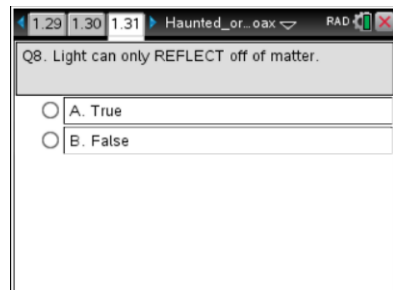 1.29 1.30 1.31 Haunted_or…oax RAD
Q8. Light can only REFLECT off of matter.
A. True
B. False